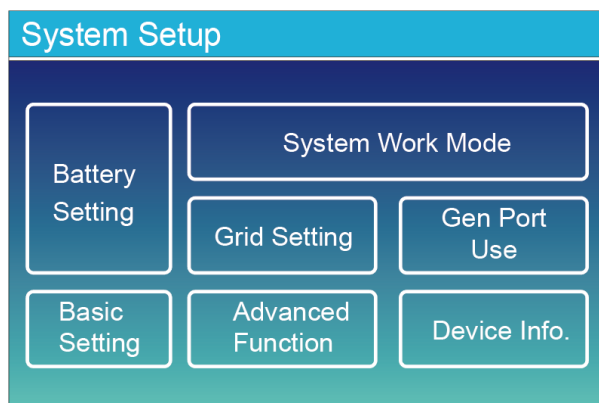 System Setup
Battery
Setting
System Work Mode
Grid Setting
Gen Port
Use
Basic
Setting
Advanced
Function
Device Info.